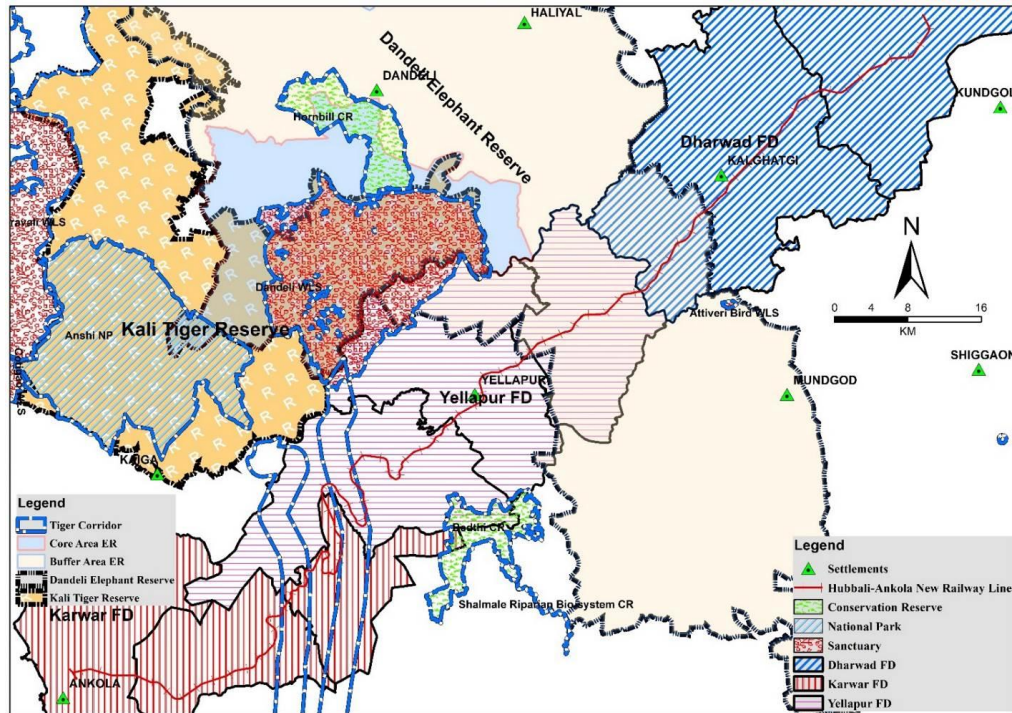 HALIYAL
Dandeli Elephant Reserve
DANDELI
Hornbill CR
KUNDGOL
Dharwad FD
KALGHATGI
N
Dandeli WLS
Attiveri Bird WLS
0 4 8 16
KM
Anshi NP
Kali Tiger Reserve
SHIGGAON
YELLAPUR
MUNDGOD
Yellapur FD
KAIGA
Bedthi CR
Shalmale Riparian Bio system CR
Karwar FD
ANKOLA
Legend
Tiger Corridor
Core Area ER
Buffer Area ER
Dandeli Elephant Reserve
Kali Tiger Reserve
Legend
Settlements
Hubbali-Ankola New Railway Line
Conservation Reserve
National Park
Sanctuary
Dharwad FD
Karwar FD
Yellapur FD